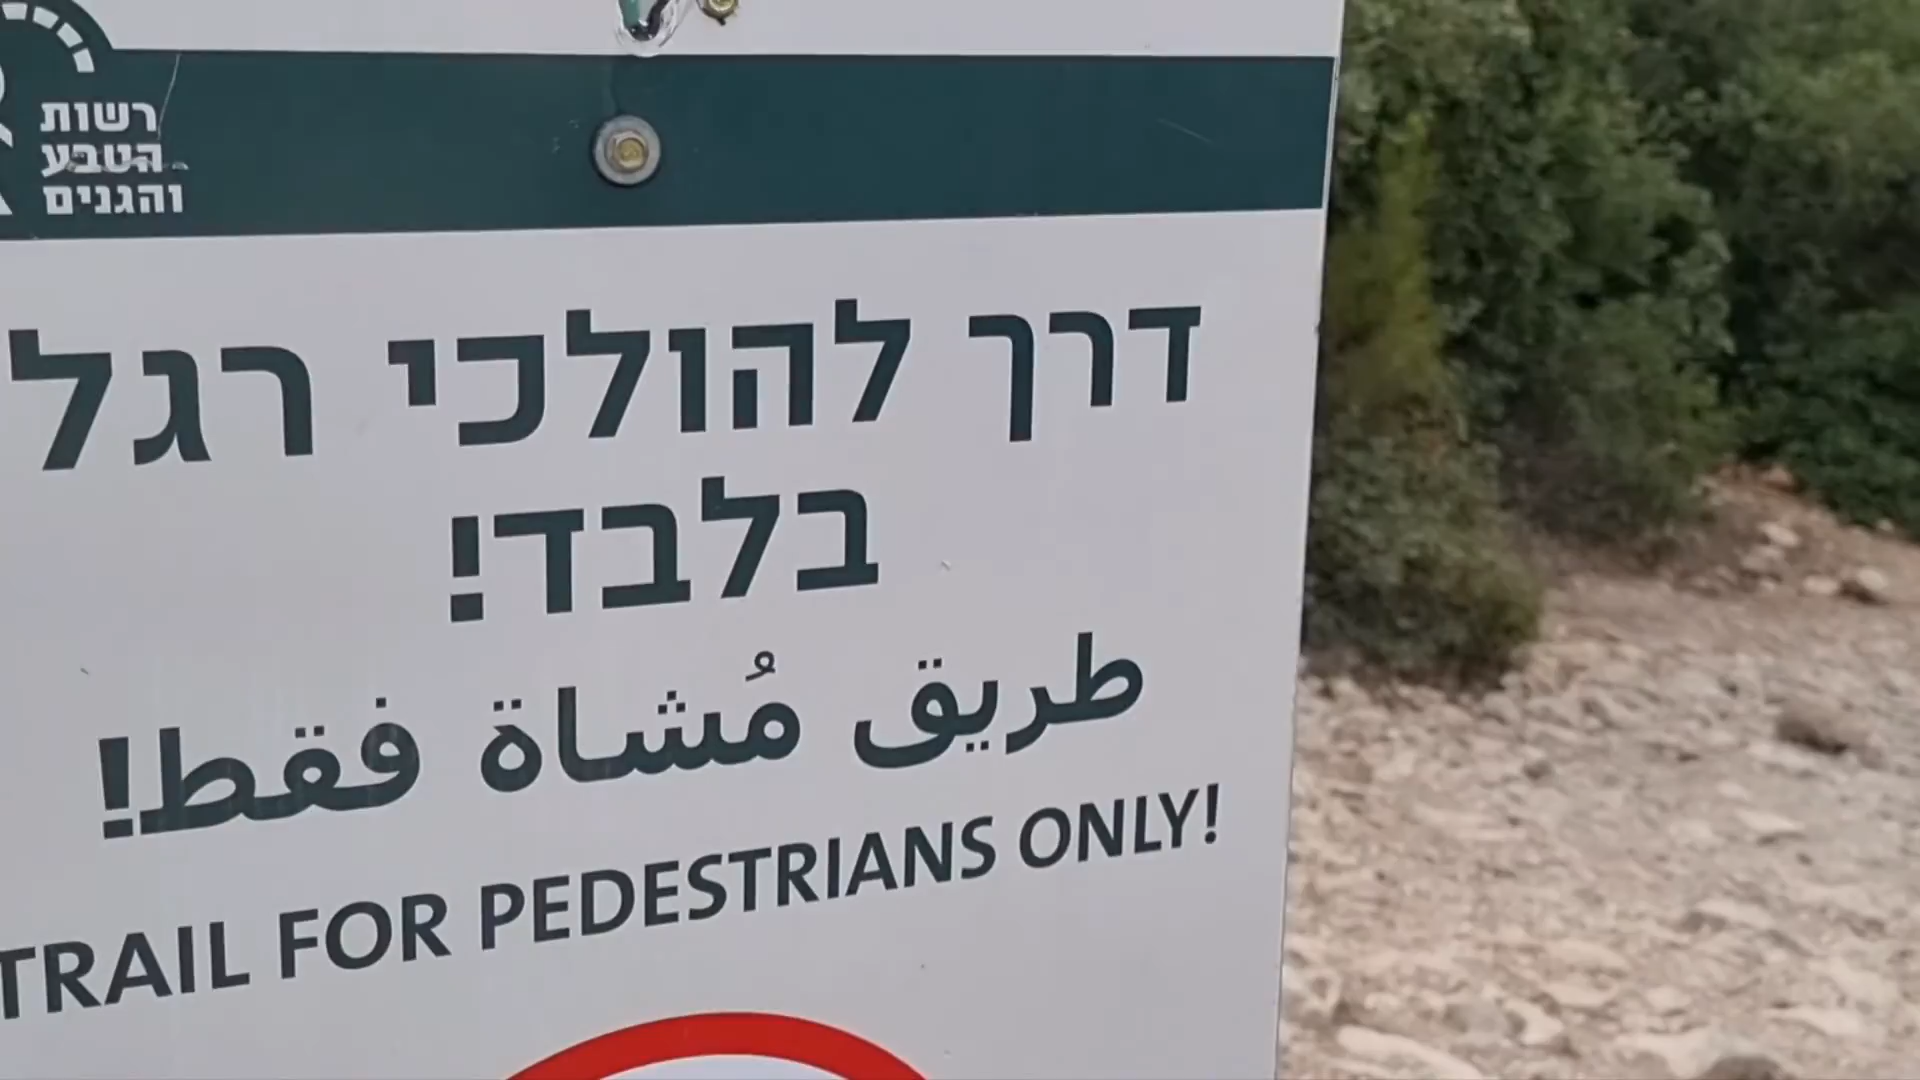 רשות
הטבע
והגנים
דרך להולכי רגל
בלבד!
طريق مُشاة فقط!
TRAIL FOR PEDESTRIANS ONLY!